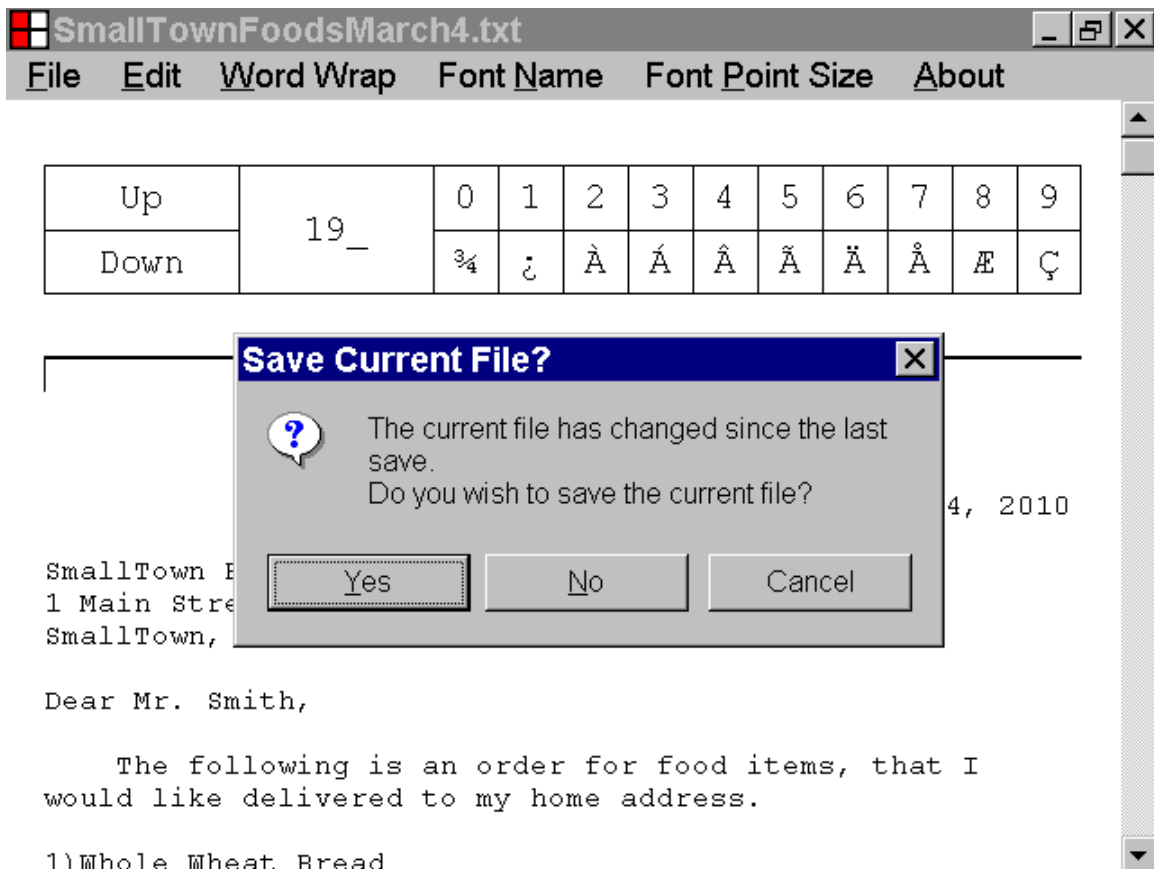 SmallTownFoodsMarch4.txt
File Edit Word Wrap Font Name Font Point Size About
Up 19_ 0 1 2 3 4 5 6 7 8 9
Down ¾ ¿ À Á Â Ã Ä Å Æ Ç
Save Current File?
The current file has changed since the last
save.
Do you wish to save the current file?
Yes No Cancel
4, 2010
SmallTown
1 Main
SmallTown,
Dear Mr. Smith,
The following is an order for food items, that I
would like delivered to my home address.
1)Whole Wheat Bread